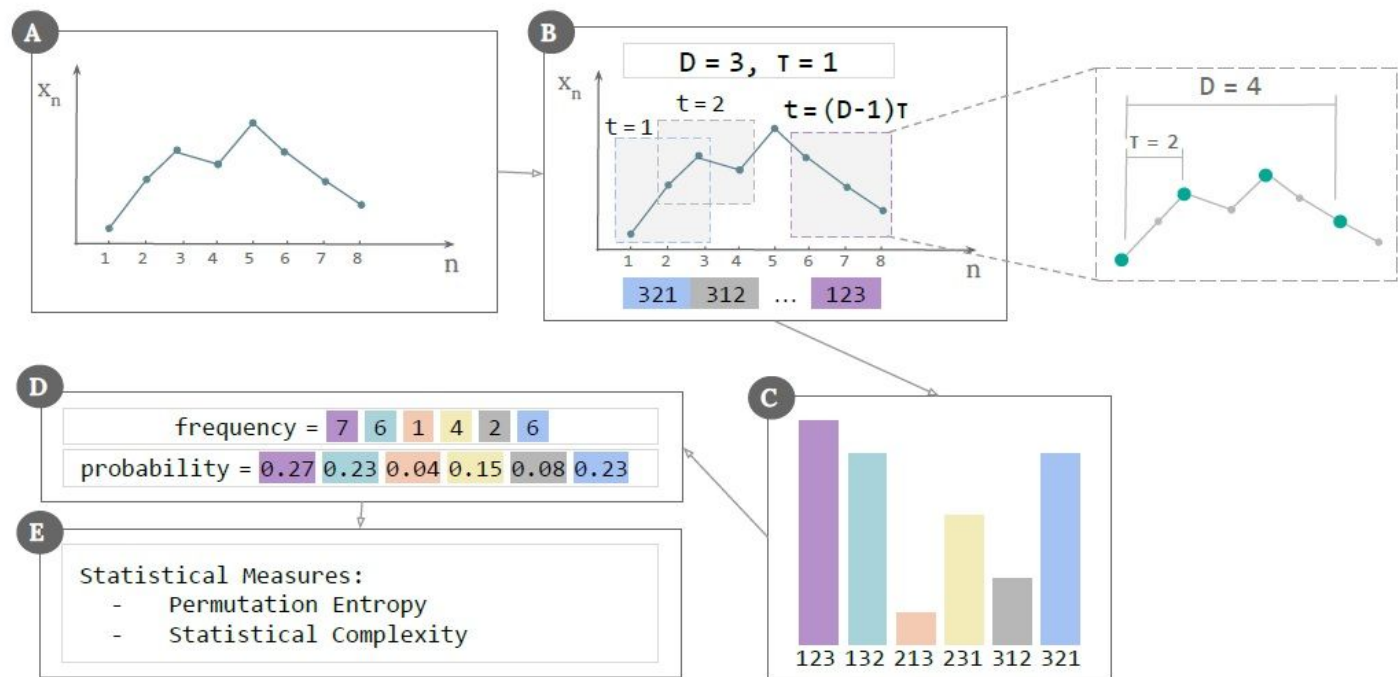 A
xₙ
1 2 3 4 5 6 7 8
n
B
D = 3, τ = 1
xₙ
t = 1
t = 2
t = (D-1)τ
1 2 3 4 5 6 7 8
n
321 312 ... 123
D = 4
τ = 2
C
123 132 213 231 312 321
D
frequency = 7 6 1 4 2 6
probability = 0.27 0.23 0.04 0.15 0.08 0.23
E
Statistical Measures:
- Permutation Entropy
- Statistical Complexity